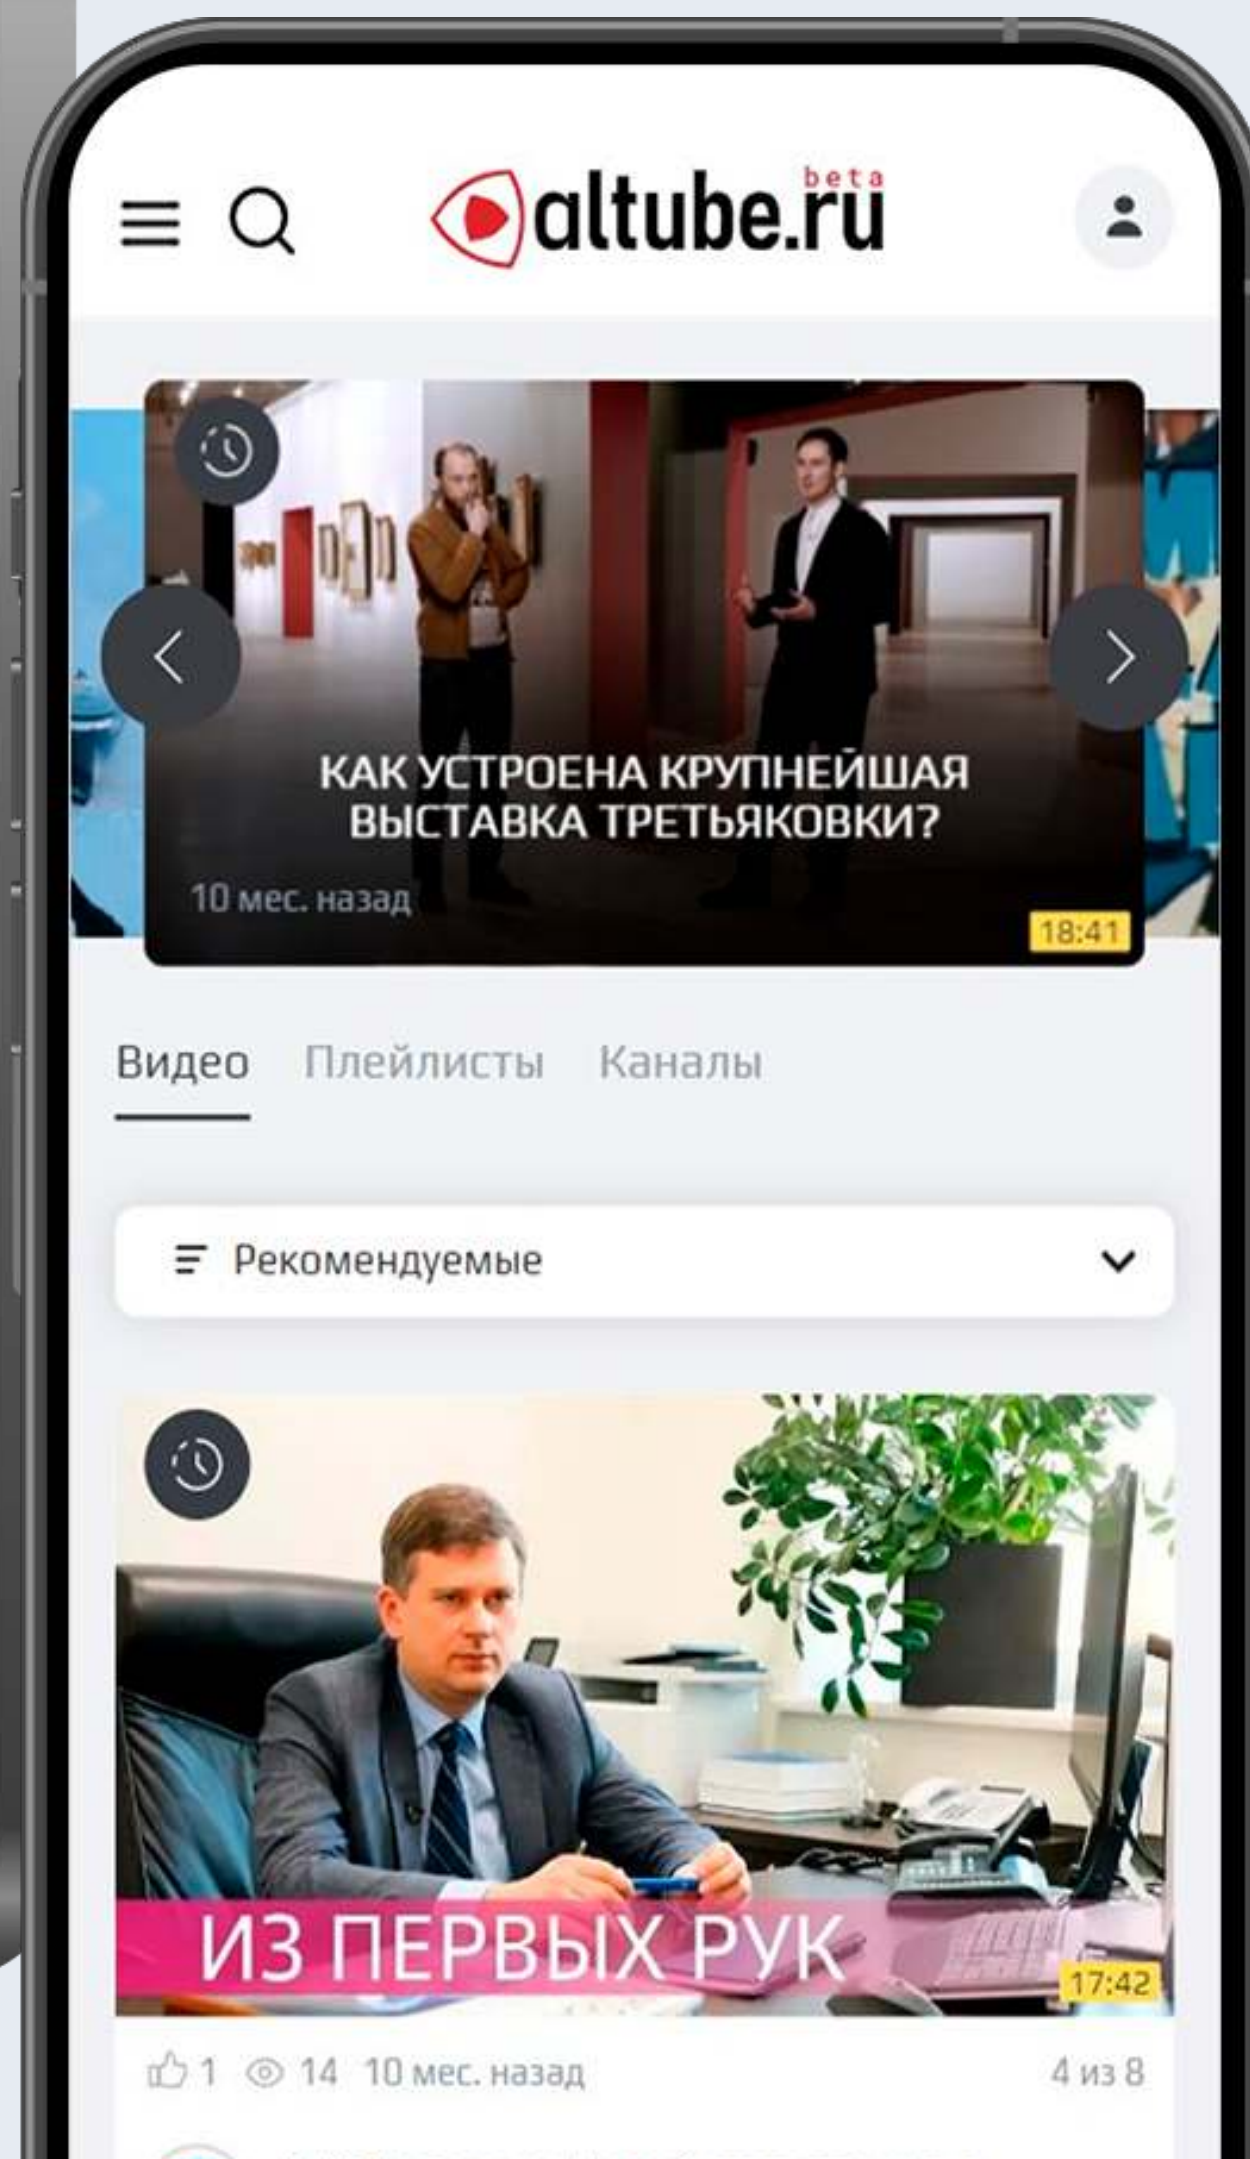 beta
altube.ru
КАК УСТРОЕНА КРУПНЕЙШАЯ
ВЫСТАВКА ТРЕТЬЯКОВКИ?
10 мес. назад
18:41
Видео Плейлисты Каналы
Рекомендуемые
ИЗ ПЕРВЫХ РУК
17:42
1 14 10 мес. назад 4 из 8